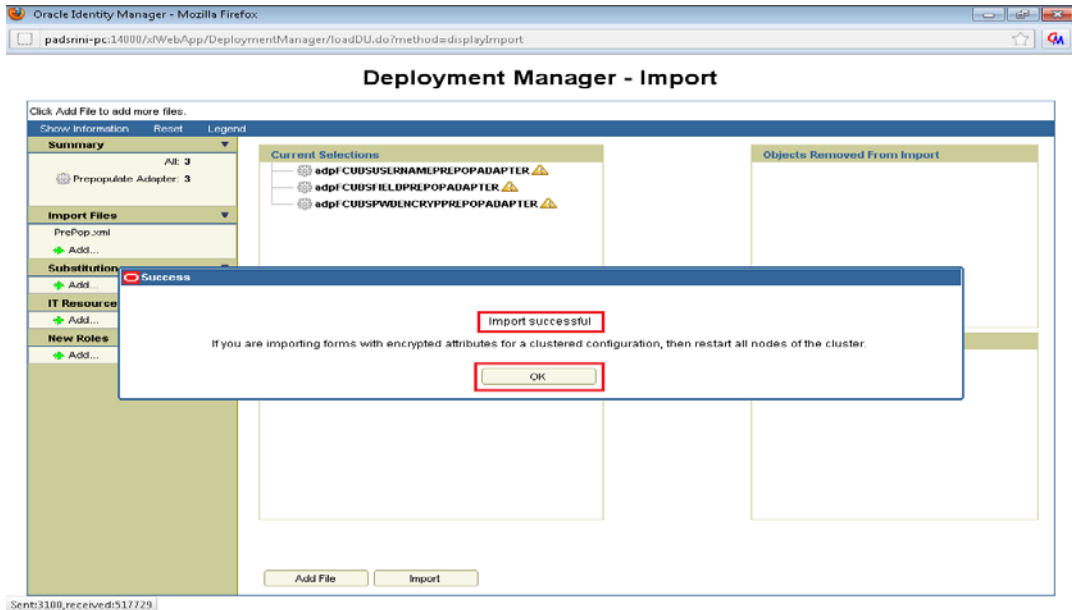 Oracle Identity Manager - Mozilla Firefox
padsrini-pc:14000/xlWebApp/DeploymentManager/loadDU.do?method=displayImport
Deployment Manager - Import
Click Add File to add more files.
Show Information Reset Legend
Summary
All: 3
Prepopulate Adapter: 3
Import Files
PrePop.xml
Add...
Substitution
Add...
IT Resource
Add...
New Roles
Add...
Current Selections
adpFCUBSUSERNAMEPREPOPADAPTER
adpFCUBSFIELDPREPOPADAPTER
adpFCUBSPWDENCRYPPREPOPADAPTER
Objects Removed From Import
Success
Import successful
If you are importing forms with encrypted attributes for a clustered configuration, then restart all nodes of the cluster.
OK
Add File Import
Sent:3100,received:517729